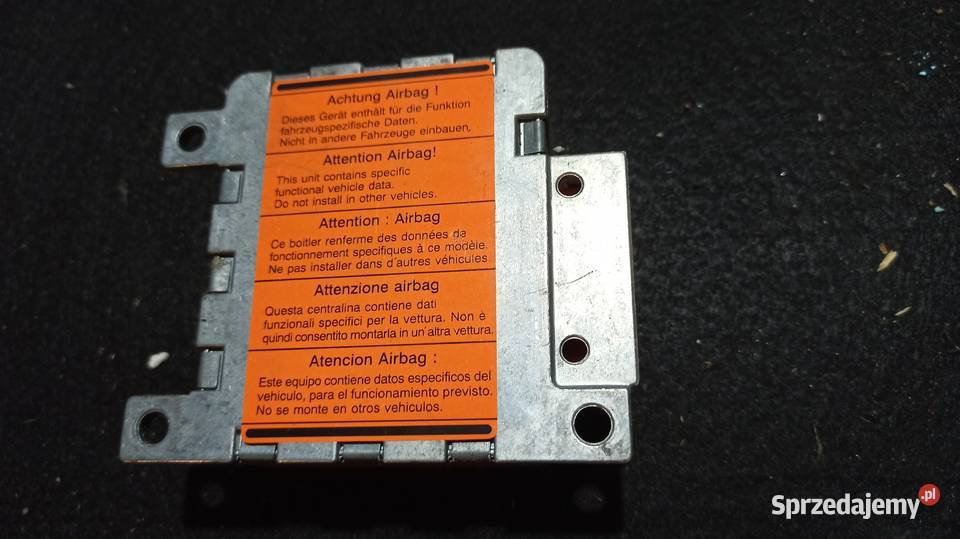 Achtung Airbag !
Dieses Gerät enthält für die Funktion
fahrzeugspezifische Daten.
Nicht in andere Fahrzeuge einbauen,
Attention Airbag!
This unit contains specific
functional vehicle data.
Do not install in other vehicles.
Attention : Airbag
Ce boitier renferme des données de
fonctionnement specifiques à ce modèle.
Ne pas installer dans d'autres véhicules.
Attenzione airbag
Questa centralina contiene dati
funzionali specifici per la vettura. Non è
quindi consentito montarla in un'altra vettura.
Atencion Airbag :
Este equipo contiene datos especificos del
vehiculo, para el funcionamiento previsto.
No se monte en otros vehiculos.
Sprzedajemy.pl